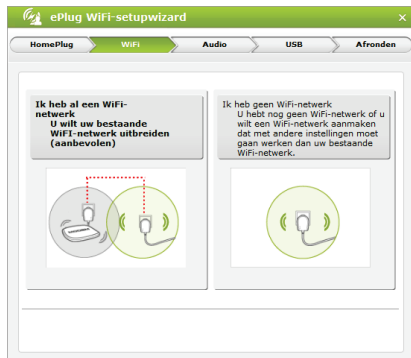 ePlug WiFi-setupwizard
HomePlug
WiFi
Audio
USB
Afronden
Ik heb al een WiFi-
netwerk
U wilt uw bestaande
WiFI-netwerk uitbreiden
(aanbevolen)
Ik heb geen WiFi-netwerk
U hebt nog geen WiFi-netwerk of u
wilt een WiFi-netwerk aanmaken
dat met andere instellingen moet
gaan werken dan uw bestaande
WiFi-netwerk.